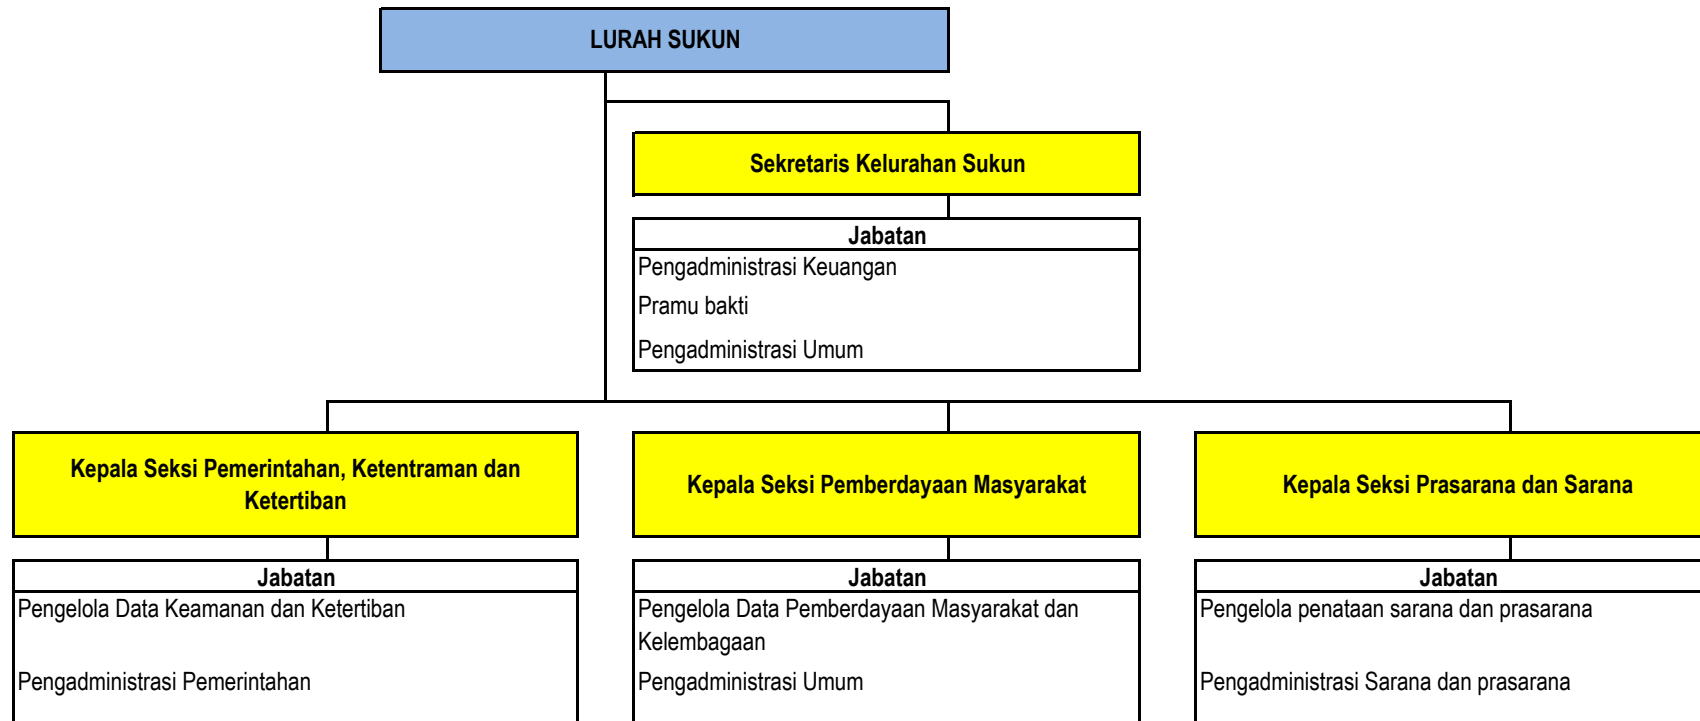 LURAH SUKUN
Sekretaris Kelurahan Sukun
Jabatan
Pengadministrasi Keuangan
Pramu bakti
Pengadministrasi Umum
Kepala Seksi Pemerintahan, Ketentraman dan
Ketertiban
Jabatan
Pengelola Data Keamanan dan Ketertiban
Pengadministrasi Pemerintahan
Kepala Seksi Pemberdayaan Masyarakat
Jabatan
Pengelola Data Pemberdayaan Masyarakat dan
Kelembagaan
Pengadministrasi Umum
Kepala Seksi Prasarana dan Sarana
Jabatan
Pengelola penataan sarana dan prasarana
Pengadministrasi Sarana dan prasarana